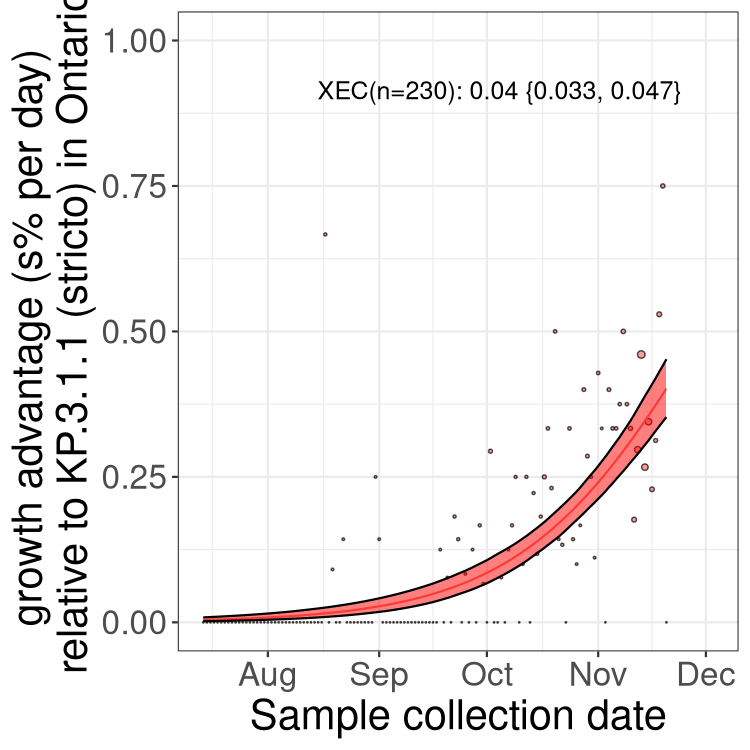 growth advantage (s% per day)
relative to KP.3.1.1 (stricto) in Ontario
1.00
0.75
0.50
0.25
0.00
XEC(n=230): 0.04 {0.033, 0.047}
Aug Sep Oct Nov Dec
Sample collection date